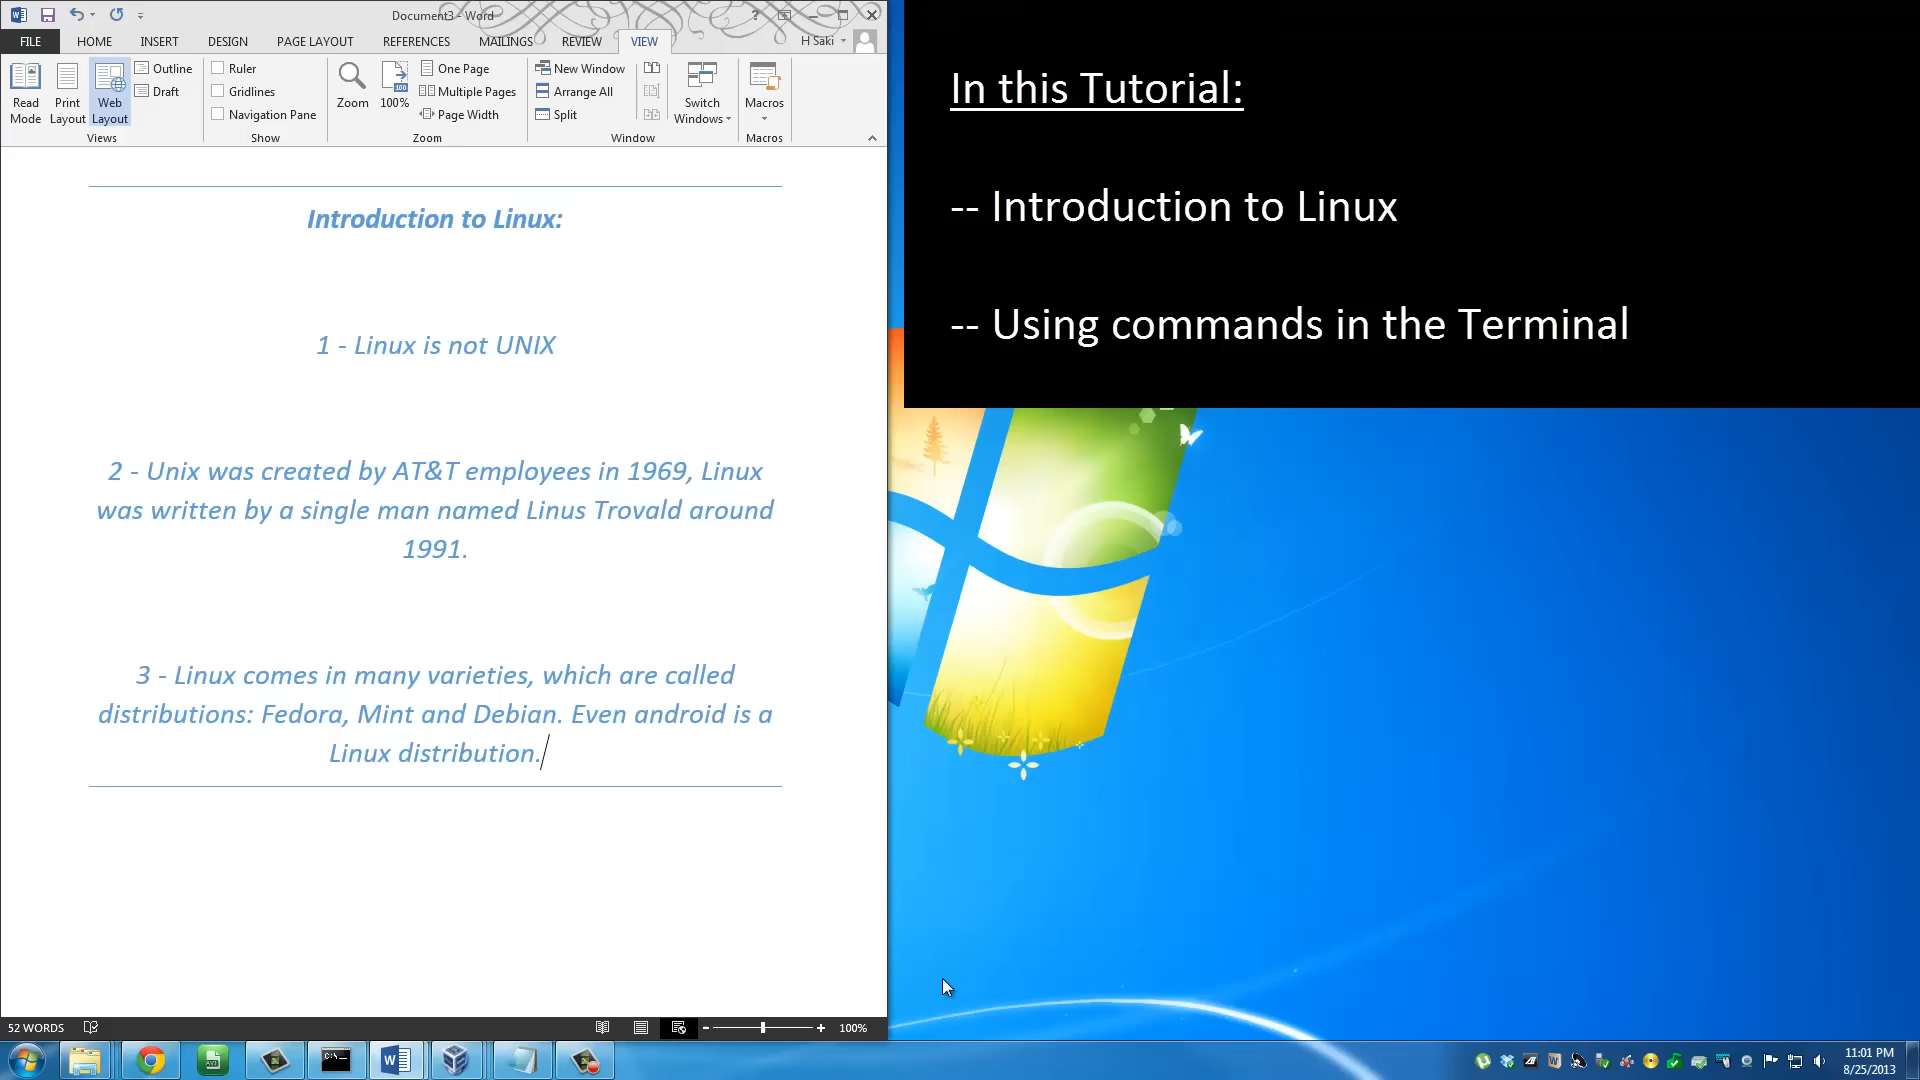 Document3 - Word
FILE HOME INSERT DESIGN PAGE LAYOUT REFERENCES MAILINGS REVIEW VIEW H Saki
Read Mode
Print Layout
Web Layout
Outline
Draft
Views
Ruler
Gridlines
Navigation Pane
Show
Zoom
100%
One Page
Multiple Pages
Page Width
Zoom
New Window
Arrange All
Split
Switch Windows
Window
Macros
Macros
Introduction to Linux:
1 - Linux is not UNIX
2 - Unix was created by AT&T employees in 1969, Linux
was written by a single man named Linus Trovald around
1991.
3 - Linux comes in many varieties, which are called
distributions: Fedora, Mint and Debian. Even android is a
Linux distribution.
52 WORDS
100%
In this Tutorial:
-- Introduction to Linux
-- Using commands in the Terminal
11:01 PM
8/25/2013